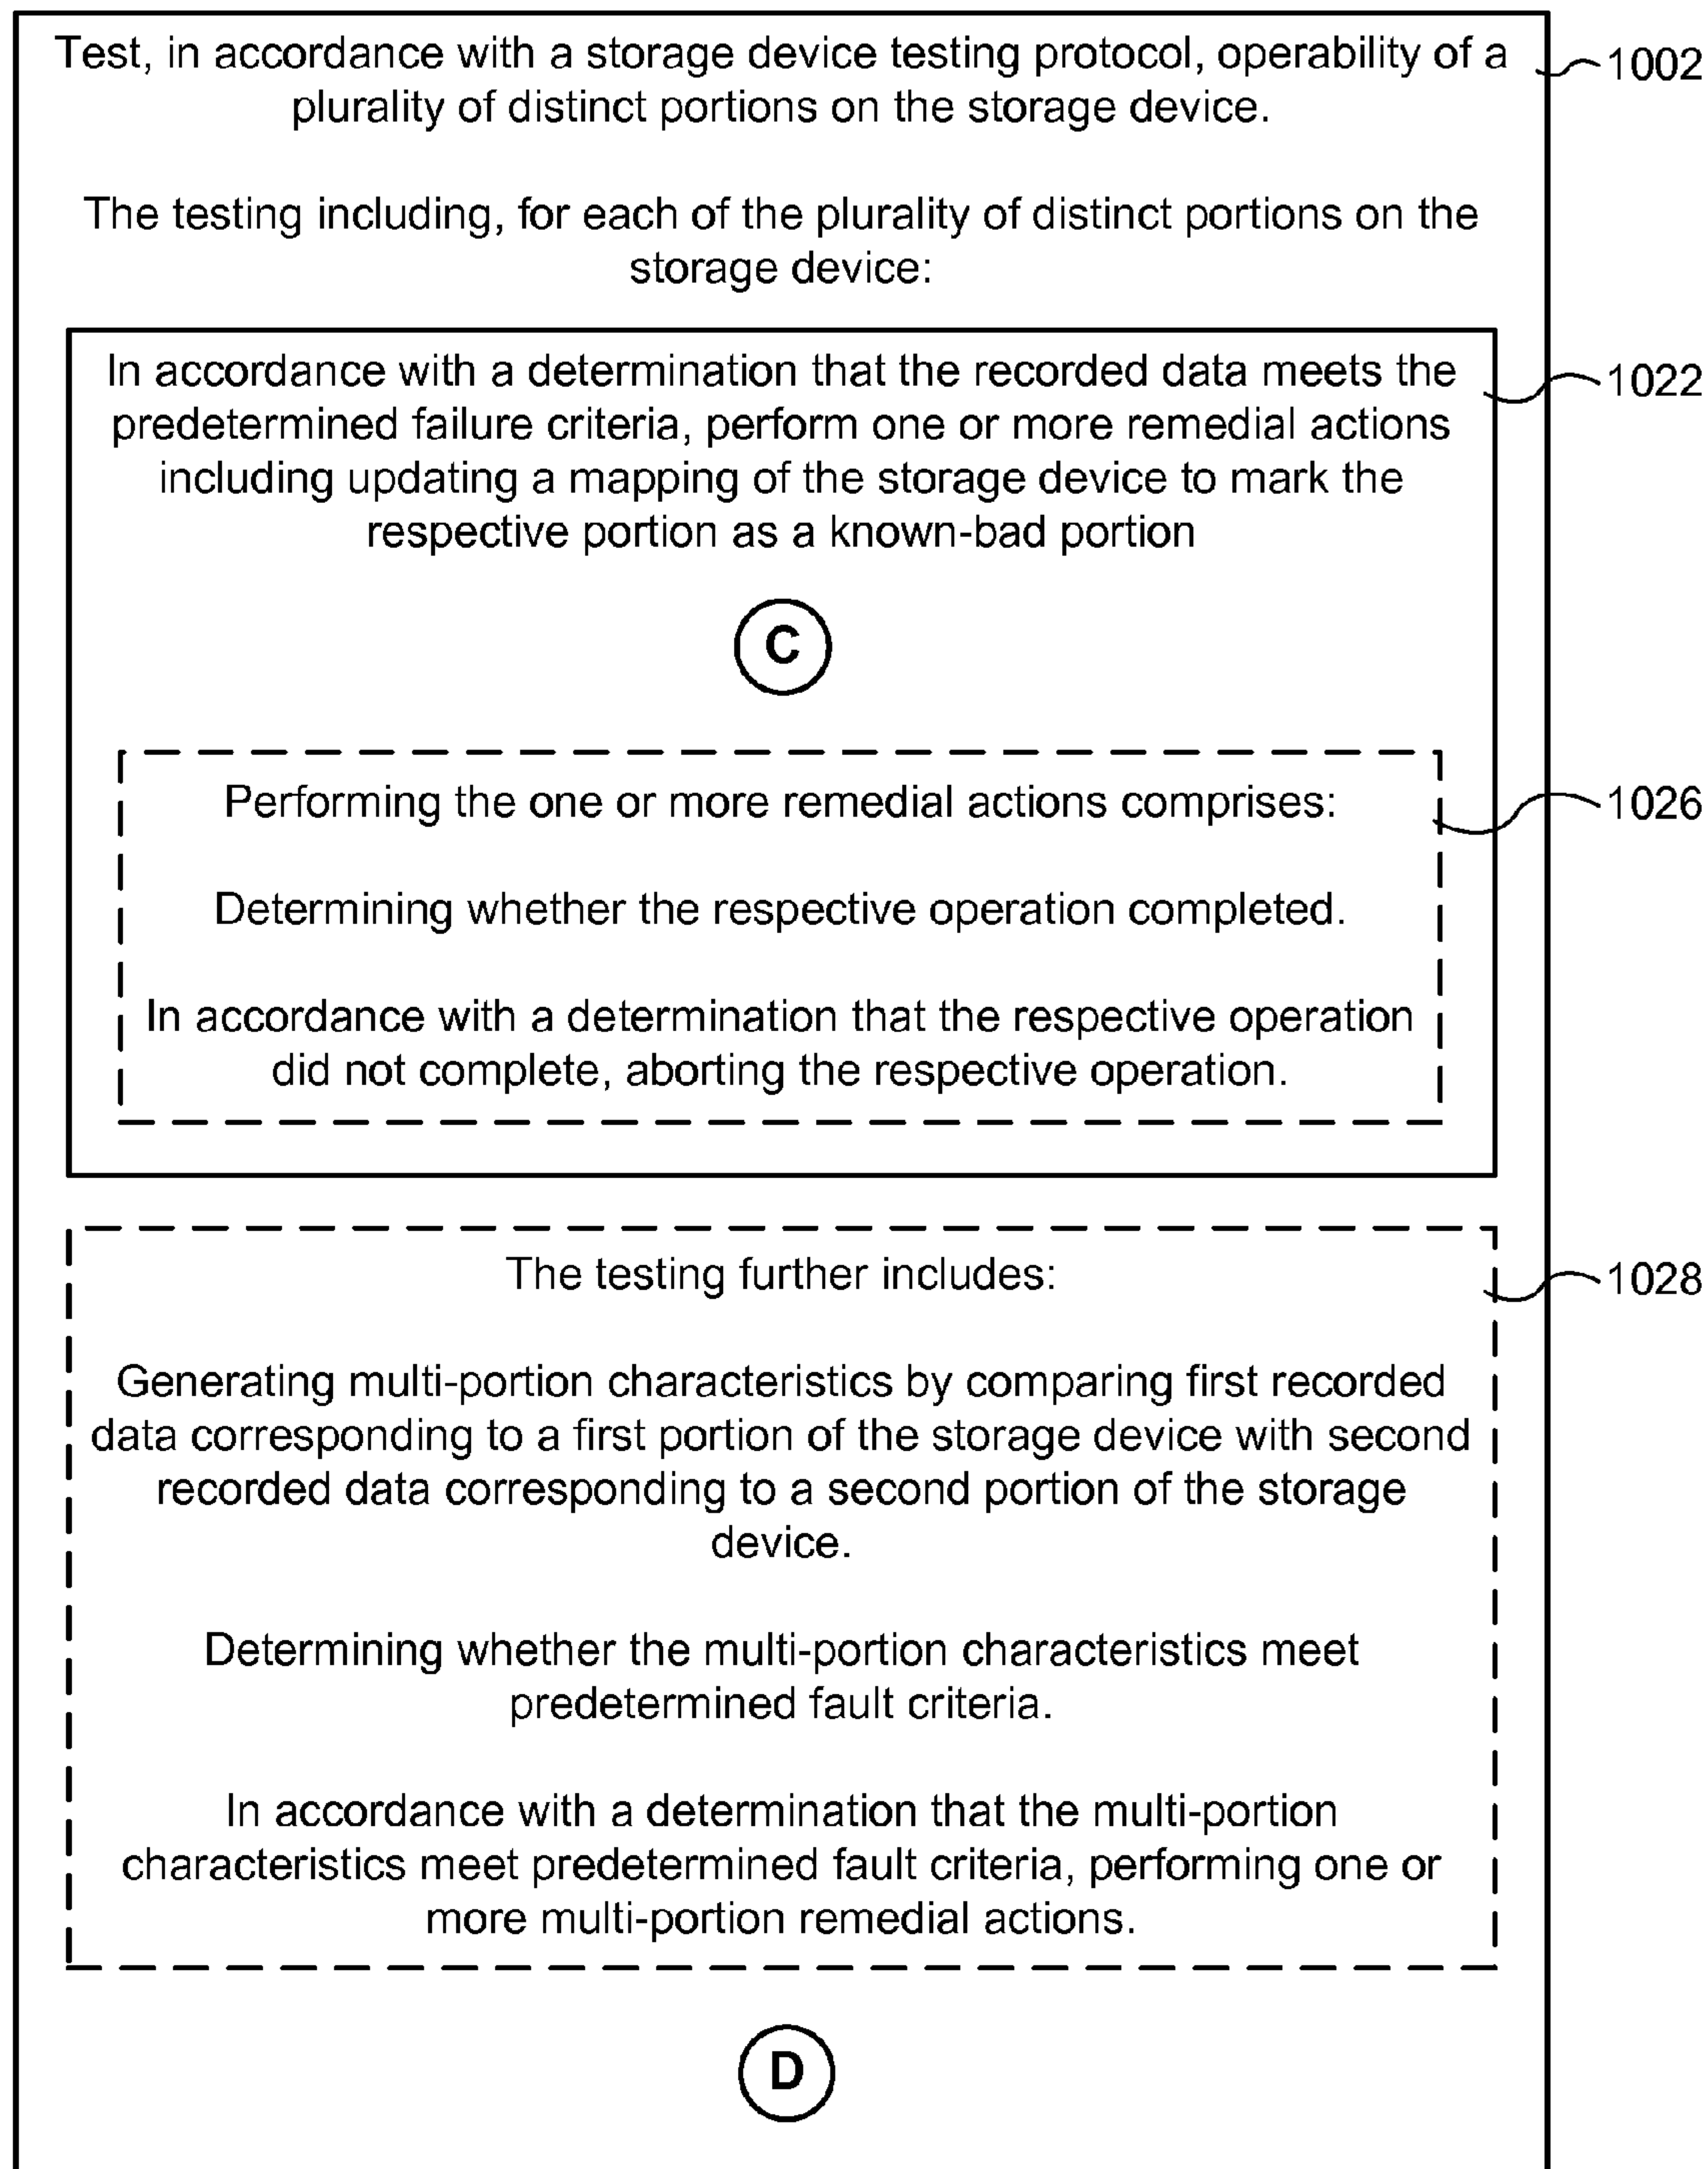 Test, in accordance with a storage device testing protocol, operability of a
plurality of distinct portions on the storage device.
1002
The testing including, for each of the plurality of distinct portions on the
storage device:
In accordance with a determination that the recorded data meets the
predetermined failure criteria, perform one or more remedial actions
including updating a mapping of the storage device to mark the
respective portion as a known-bad portion
1022
C
Performing the one or more remedial actions comprises:
1026
Determining whether the respective operation completed.
In accordance with a determination that the respective operation
did not complete, aborting the respective operation.
The testing further includes:
1028
Generating multi-portion characteristics by comparing first recorded
data corresponding to a first portion of the storage device with second
recorded data corresponding to a second portion of the storage
device.
Determining whether the multi-portion characteristics meet
predetermined fault criteria.
In accordance with a determination that the multi-portion
characteristics meet predetermined fault criteria, performing one or
more multi-portion remedial actions.
D